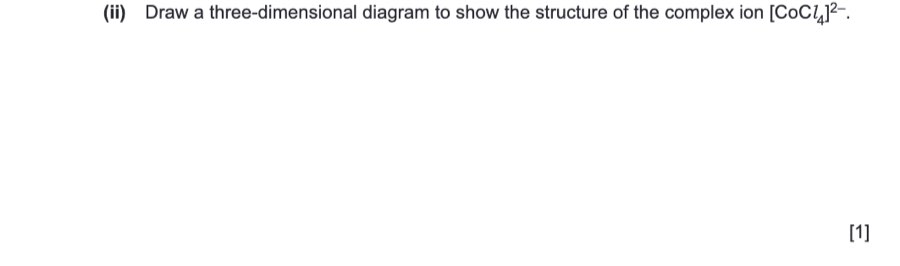 (ii) Draw a three-dimensional diagram to show the structure of the complex ion [CoCl₄]²⁻.
[1]